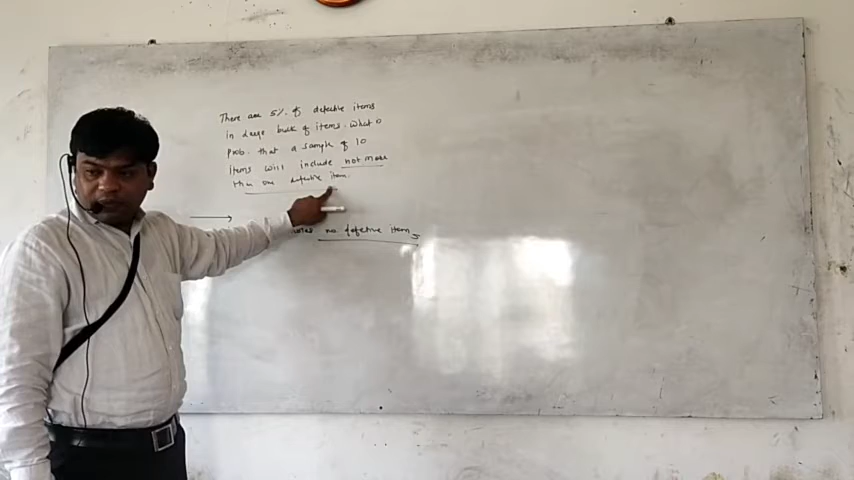 There are 5% of defective items
in large bulk of items. What is
prob. that a sample of 10
items will include not more
than one defective item.
no defective items